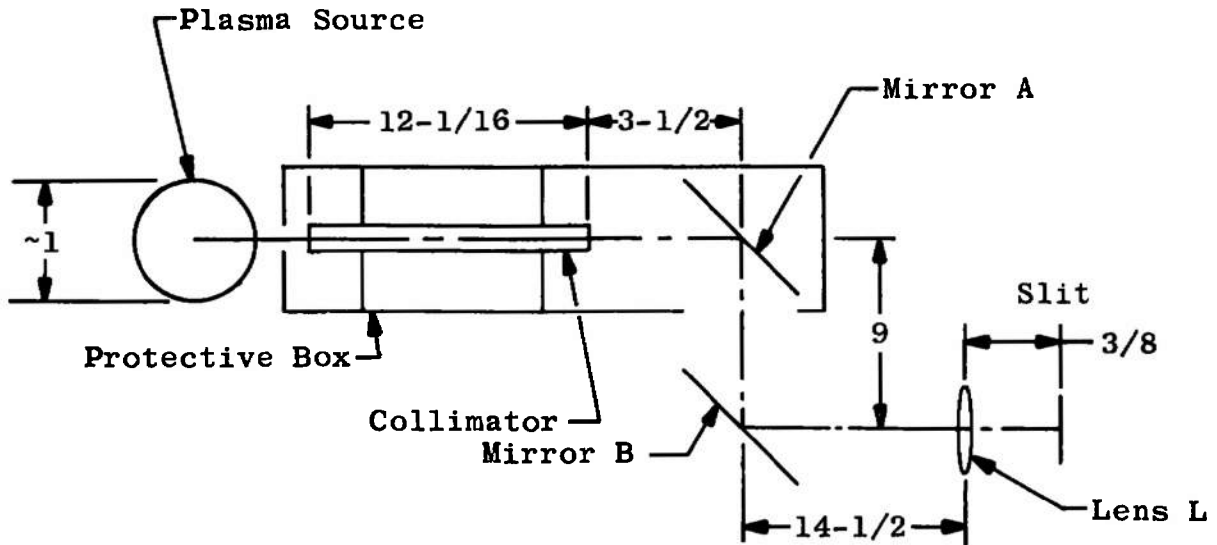 Plasma Source
Mirror A
12-1/16
3-1/2
~1
Slit
9
3/8
Protective Box
Collimator
Mirror B
Lens L
14-1/2